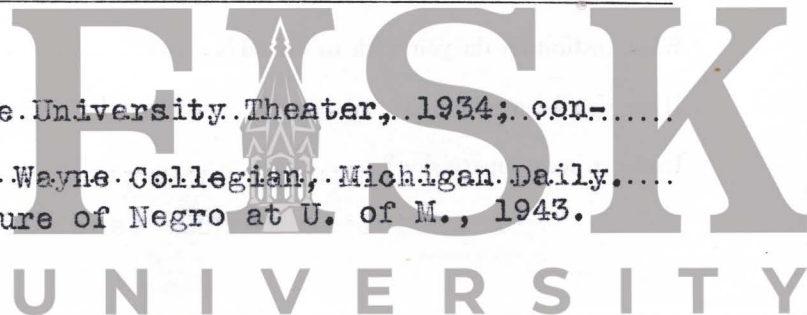 FISK
e University Theater, 1934; con-
Wayne Collegian, Michigan Daily.
ure of Negro at U. of M., 1943.
UNIVERSITY